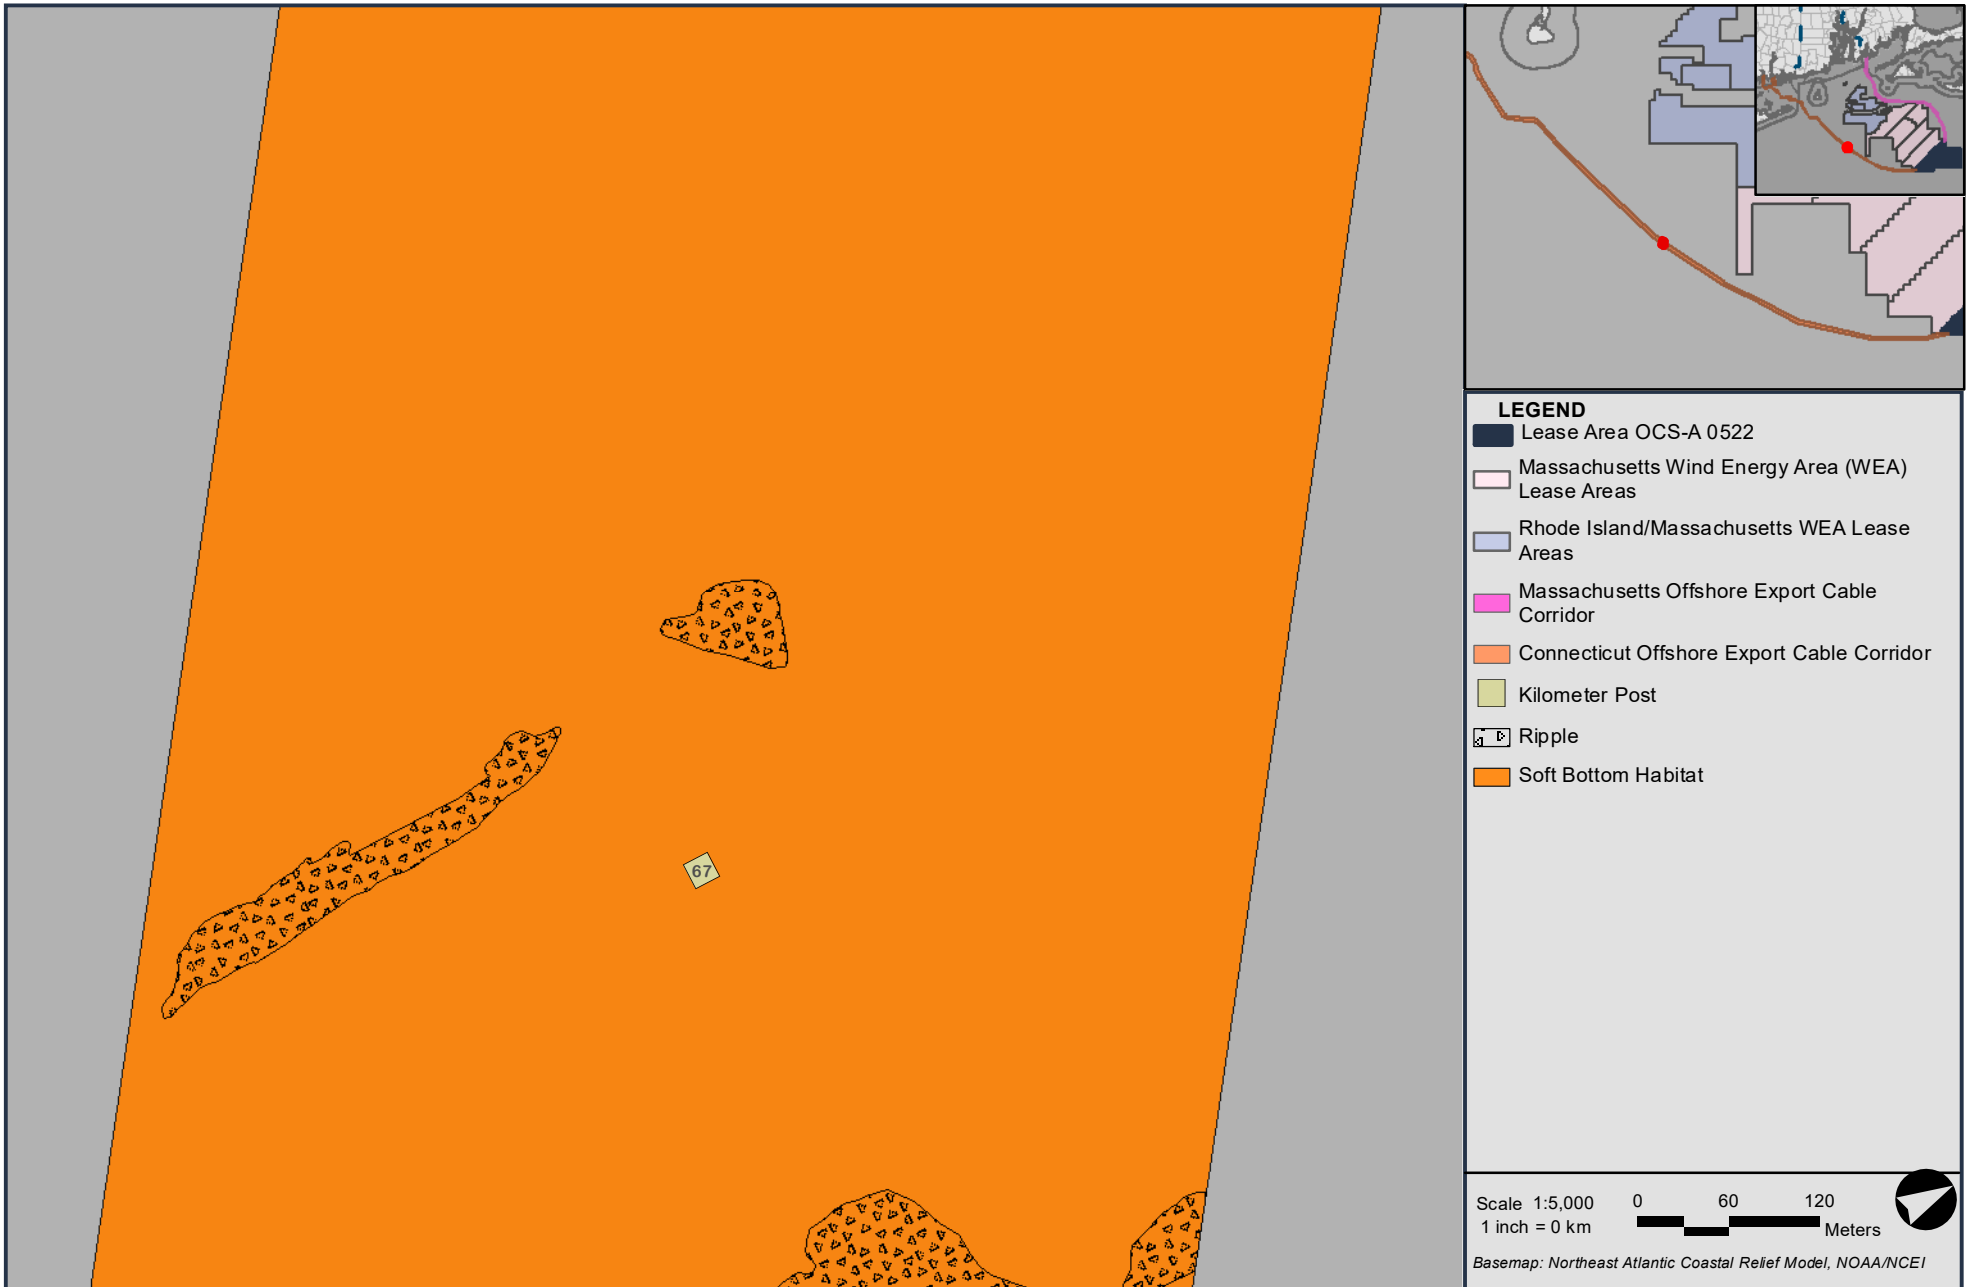 67
LEGEND
Lease Area OCS-A 0522
Massachusetts Wind Energy Area (WEA)
Lease Areas
Rhode Island/Massachusetts WEA Lease
Areas
Massachusetts Offshore Export Cable
Corridor
Connecticut Offshore Export Cable Corridor
Kilometer Post
Ripple
Soft Bottom Habitat
Scale 1:5,000
1 inch = 0 km
0 60 120
Meters
Basemap: Northeast Atlantic Coastal Relief Model, NOAA/NCEI